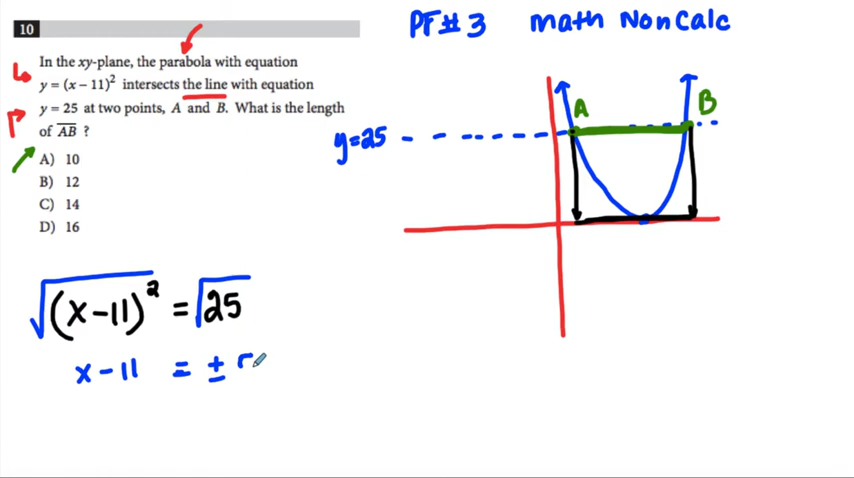 10
PF# 3 math NonCalc
In the xy-plane, the parabola with equation
y = (x − 11)² intersects the line with equation
y = 25 at two points, A and B. What is the length
of AB ?
A) 10
B) 12
C) 14
D) 16
A
B
y=25
√(x-11)² = √25
x-11 = ±